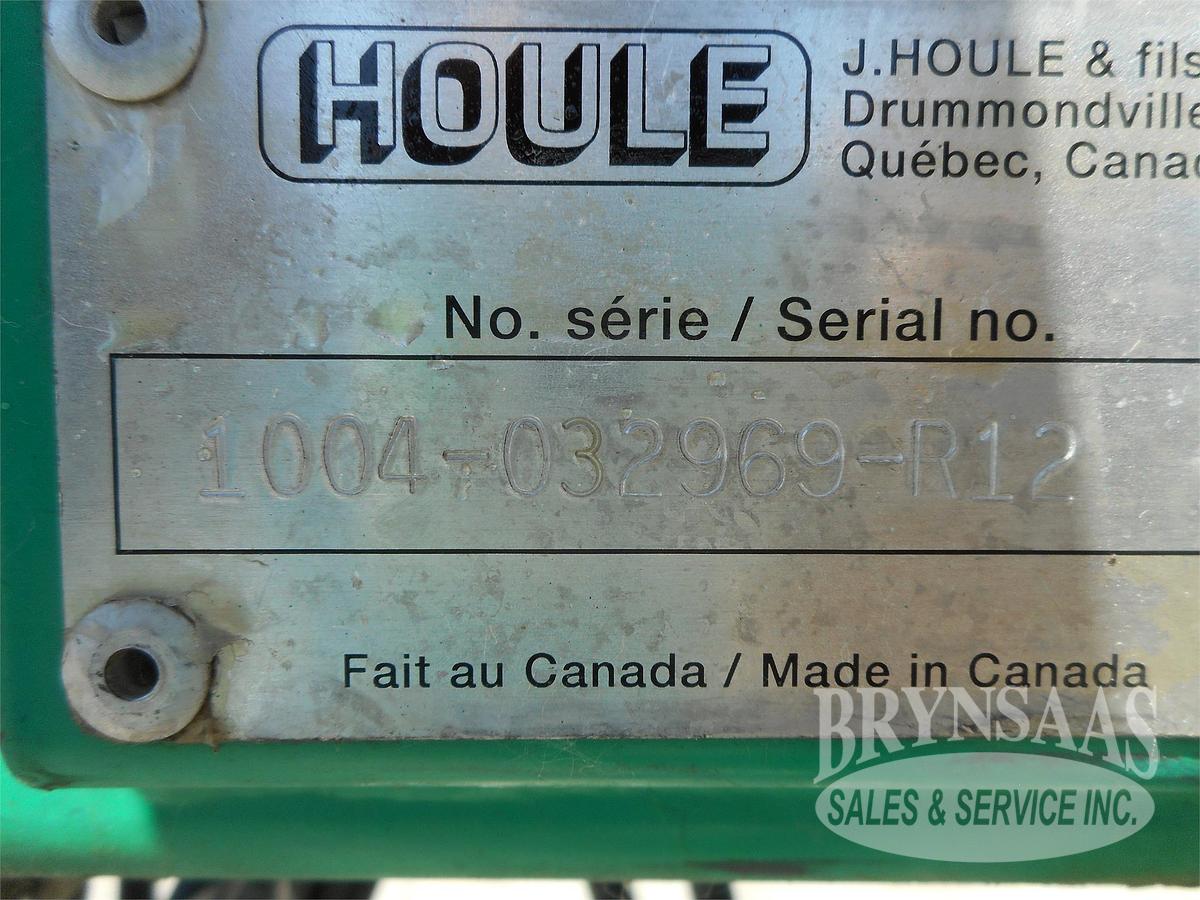 HOULE
J.HOULE & fils
Drummondville
Québec, Canad
No. série / Serial no.
1004-032969-R12
Fait au Canada / Made in Canada
BRYNSAAS
SALES & SERVICE INC.